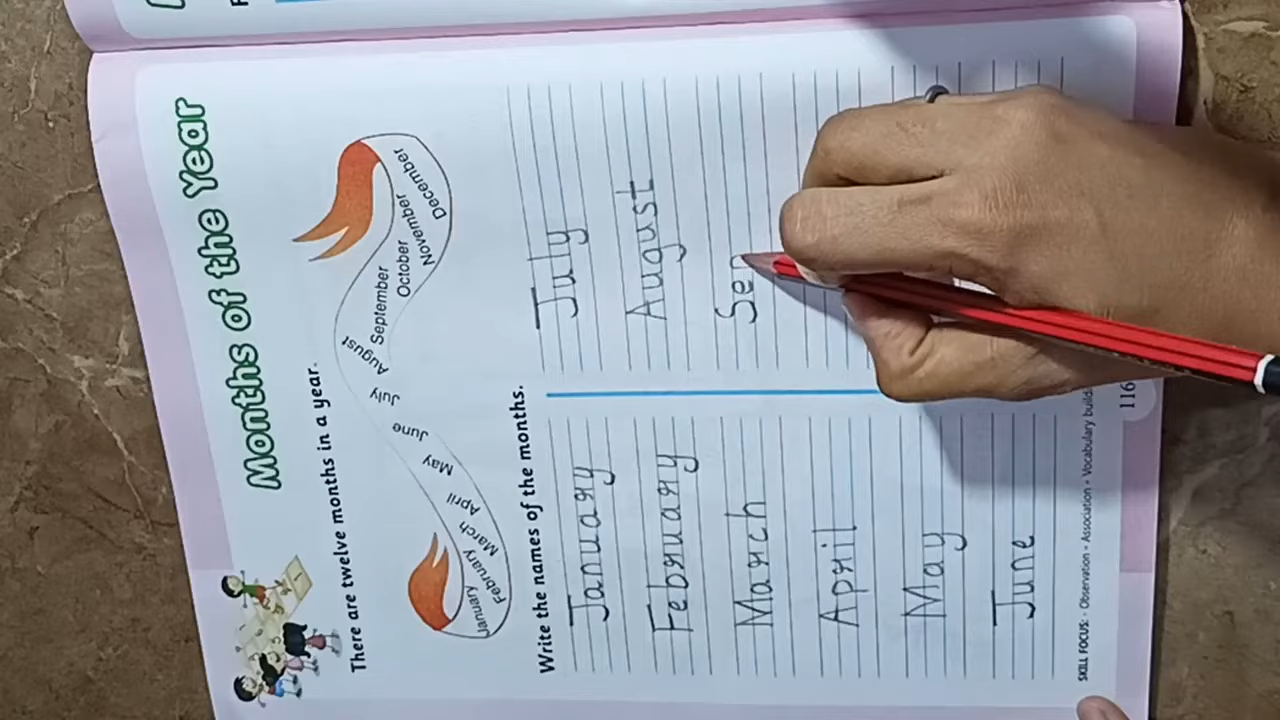 Months of the Year
There are twelve months in a year.
January
February
March
April
May
June
July
August
September
October
November
December
Write the names of the months.
January
February
March
April
May
June
July
August
Sep
SKILL FOCUS: • Observation • Association • Vocabulary
116